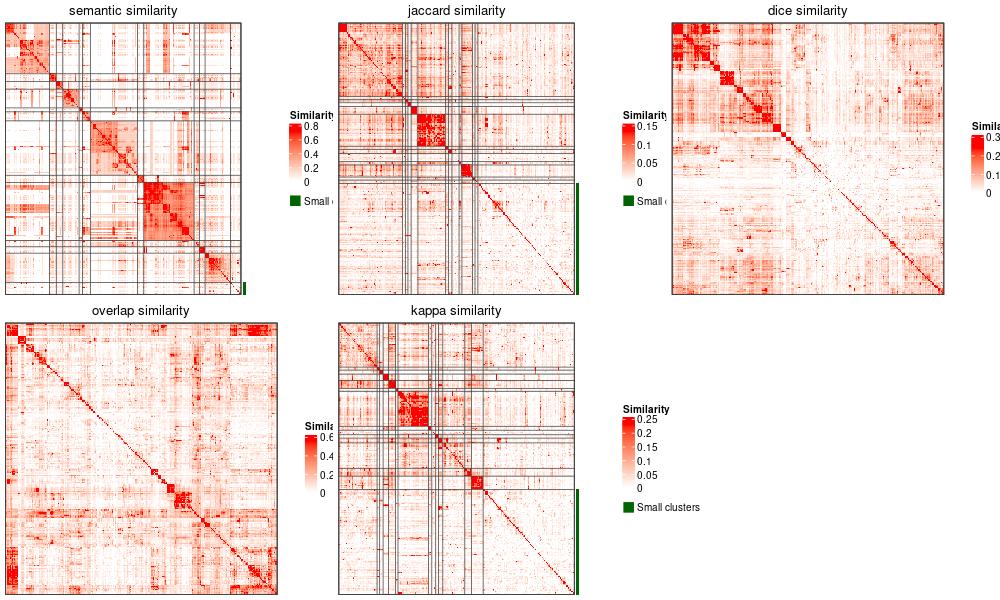 semantic similarity
Similarity
0.8
0.6
0.4
0.2
0
Small
jaccard similarity
Similarity
0.15
0.1
0.05
0
Small
dice similarity
Simila
0.3
0.2
0.1
0
overlap similarity
Simila
0.6
0.4
0.2
0
kappa similarity
Similarity
0.25
0.2
0.15
0.1
0.05
0
Small clusters